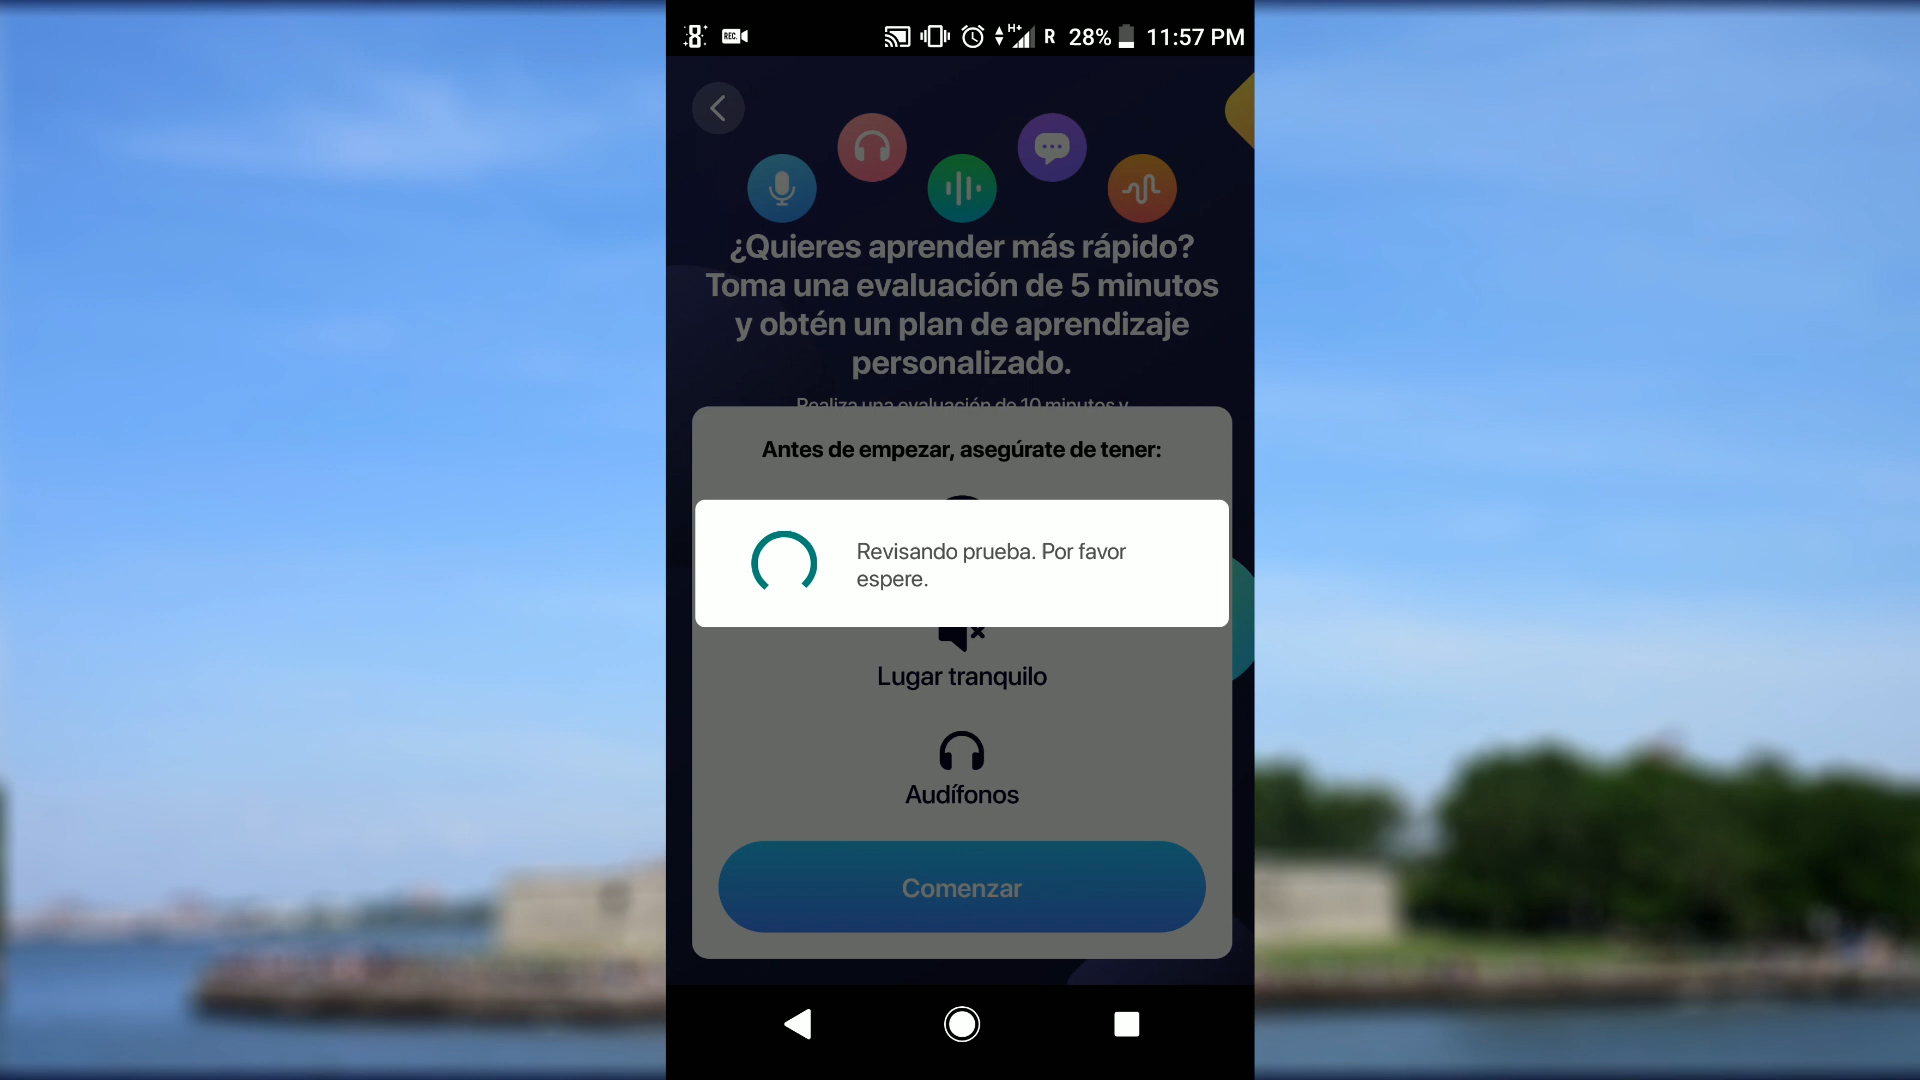 REC H+ R 28% 11:57 PM
¿Quieres aprender más rápido?
Toma una evaluación de 5 minutos
y obtén un plan de aprendizaje
personalizado.
Realiza una evaluación de 10 minutos y
Antes de empezar, asegúrate de tener:
Revisando prueba. Por favor
espere.
Lugar tranquilo
Audífonos
Comenzar